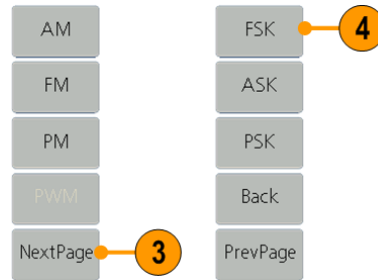 AM
FM
PM
PWM
NextPage
3
FSK
4
ASK
PSK
Back
PrevPage